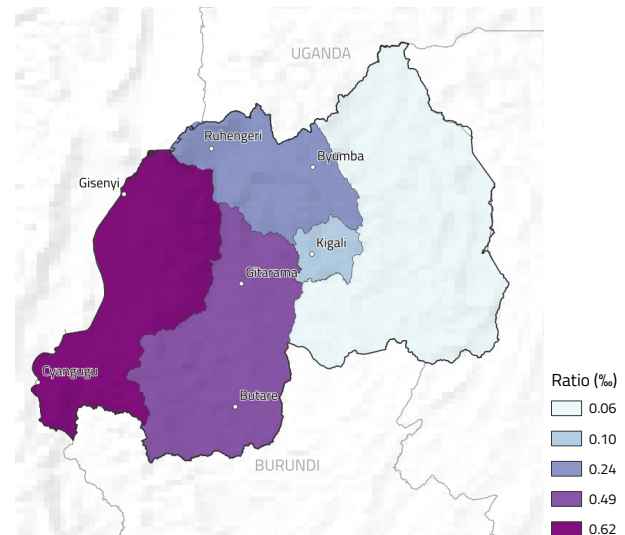 UGANDA
Ruhengeri
Byumba
Gisenyi
Kigali
Gitarama
Cyangugu
Butare
BURUNDI
Ratio (‰)
0.06
0.10
0.24
0.49
0.62